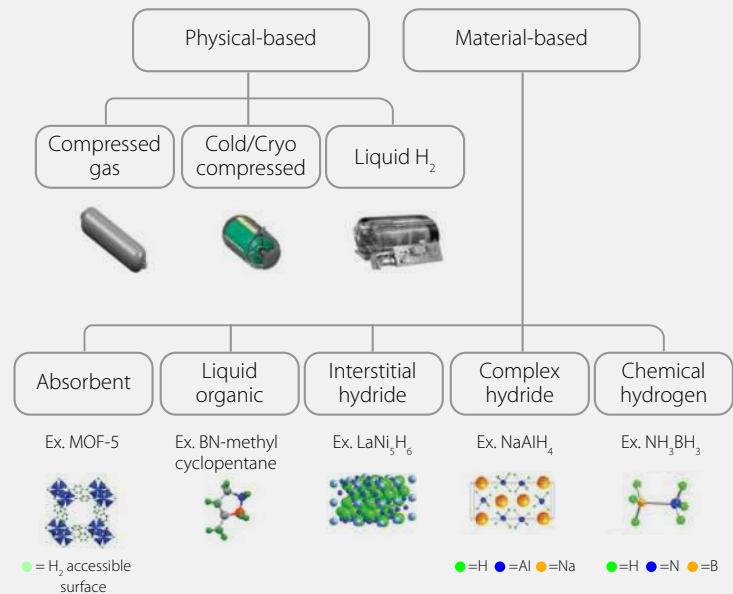 Physical-based
Material-based
Compressed
gas
Cold/Cryo
compressed
Liquid H₂
Absorbent
Liquid
organic
Interstitial
hydride
Complex
hydride
Chemical
hydrogen
Ex. MOF-5
Ex. BN-methyl
cyclopentane
Ex. LaNi₅H₆
Ex. NaAlH₄
Ex. NH₃BH₃
= H₂ accessible
surface
=H =Al =Na
=H =N =B